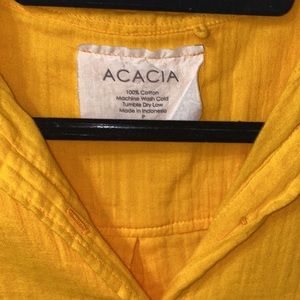 ACACIA
100% Cotton
Machine Wash Cold
Tumble Dry Low
Made in Indonesia
P